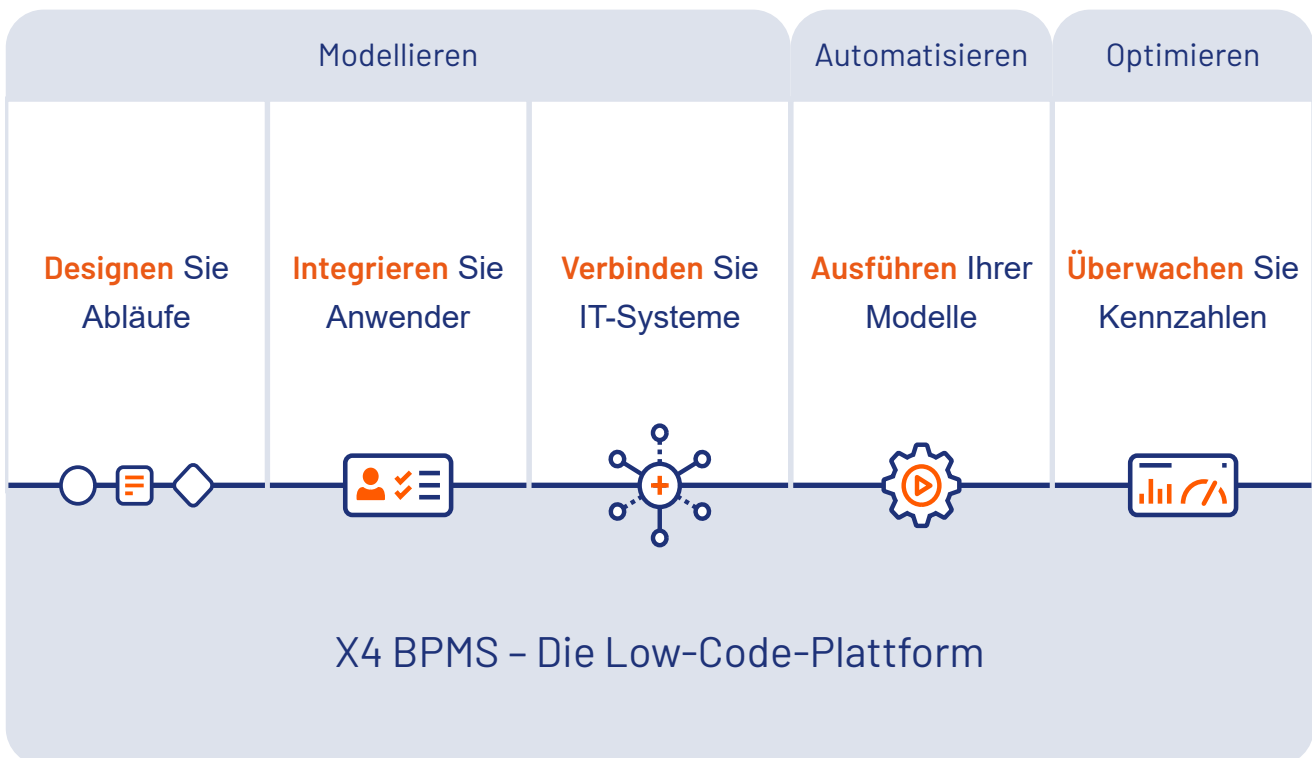 Modellieren
Automatisieren
Optimieren
Designen Sie
Abläufe
Integrieren Sie
Anwender
Verbinden Sie
IT-Systeme
Ausführen Ihrer
Modelle
Überwachen Sie
Kennzahlen
X4 BPMS – Die Low-Code-Plattform